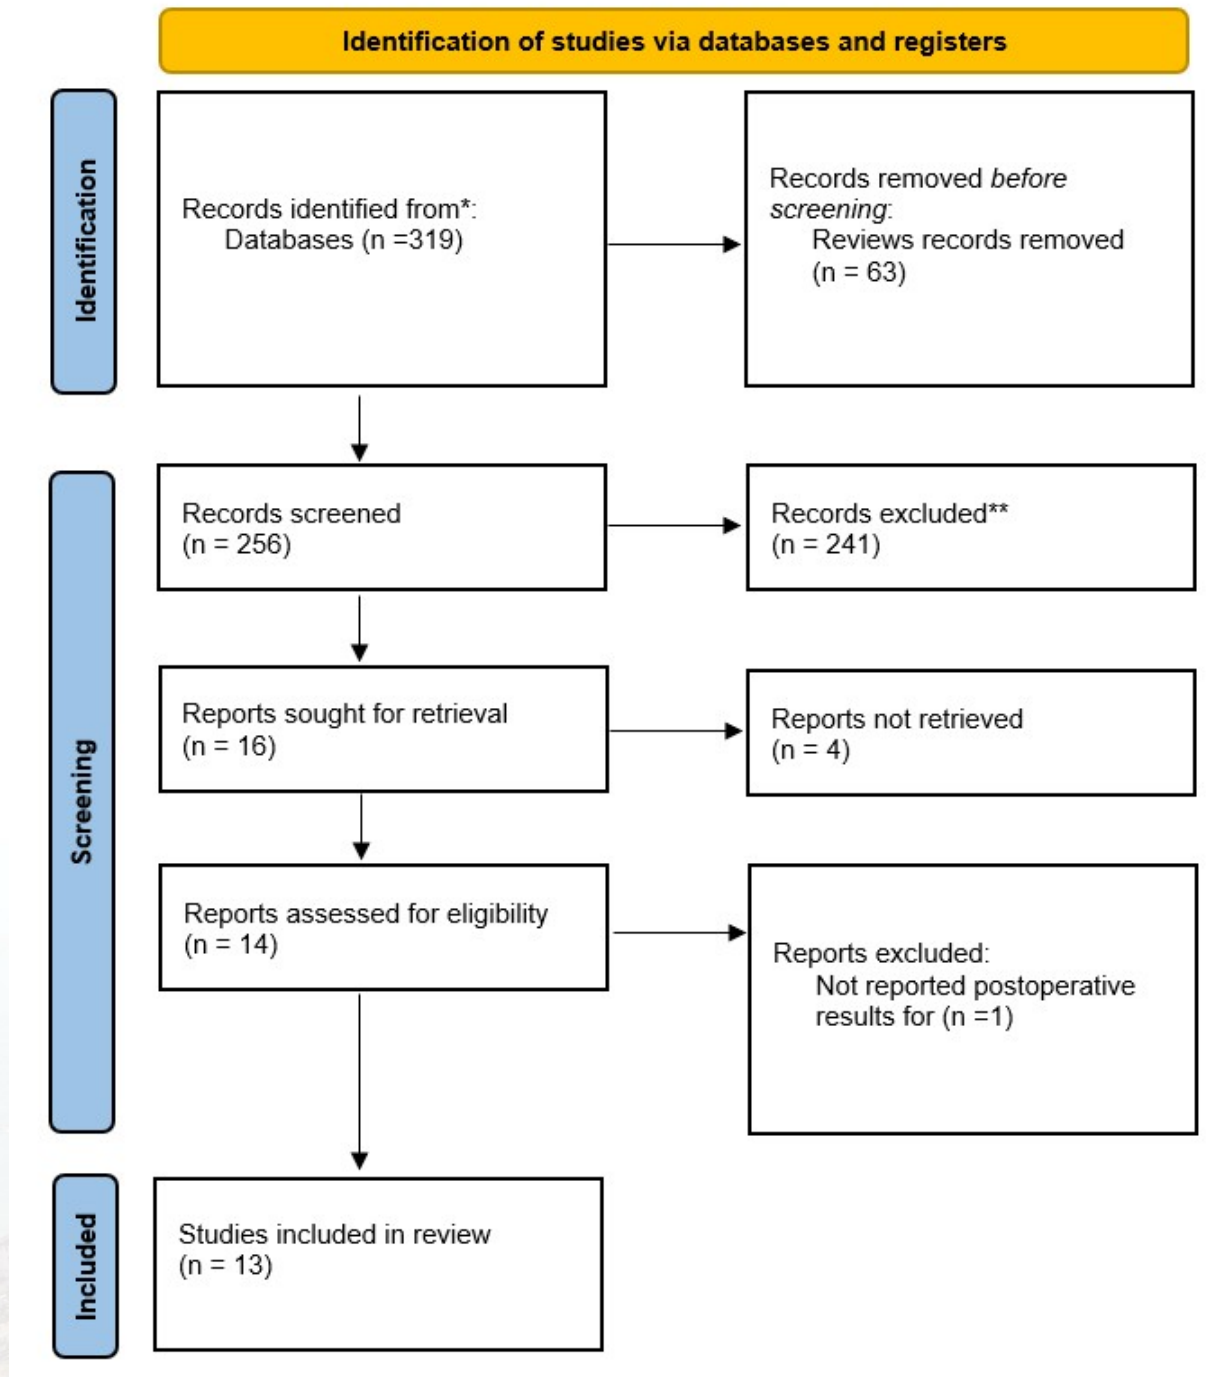 Identification of studies via databases and registers
Identification
Records identified from*:
Databases (n =319)
Records removed before
screening:
Reviews records removed
(n = 63)
Screening
Records screened
(n = 256)
Records excluded**
(n = 241)
Reports sought for retrieval
(n = 16)
Reports not retrieved
(n = 4)
Reports assessed for eligibility
(n = 14)
Reports excluded:
Not reported postoperative
results for (n =1)
Included
Studies included in review
(n = 13)